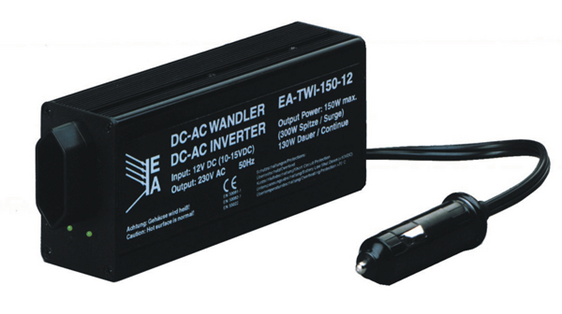 DC-AC WANDLER
EA-TWI-150-12
DC-AC INVERTER
Input: 12V DC (10-15VDC)
Output: 230V AC 50Hz
Output Power: 150W max.
(300W Spitze / Surge)
130W Dauer / Continue
EA
CE
Achtung: Gehäuse wird heiß!
Caution: Hot surface is normal!